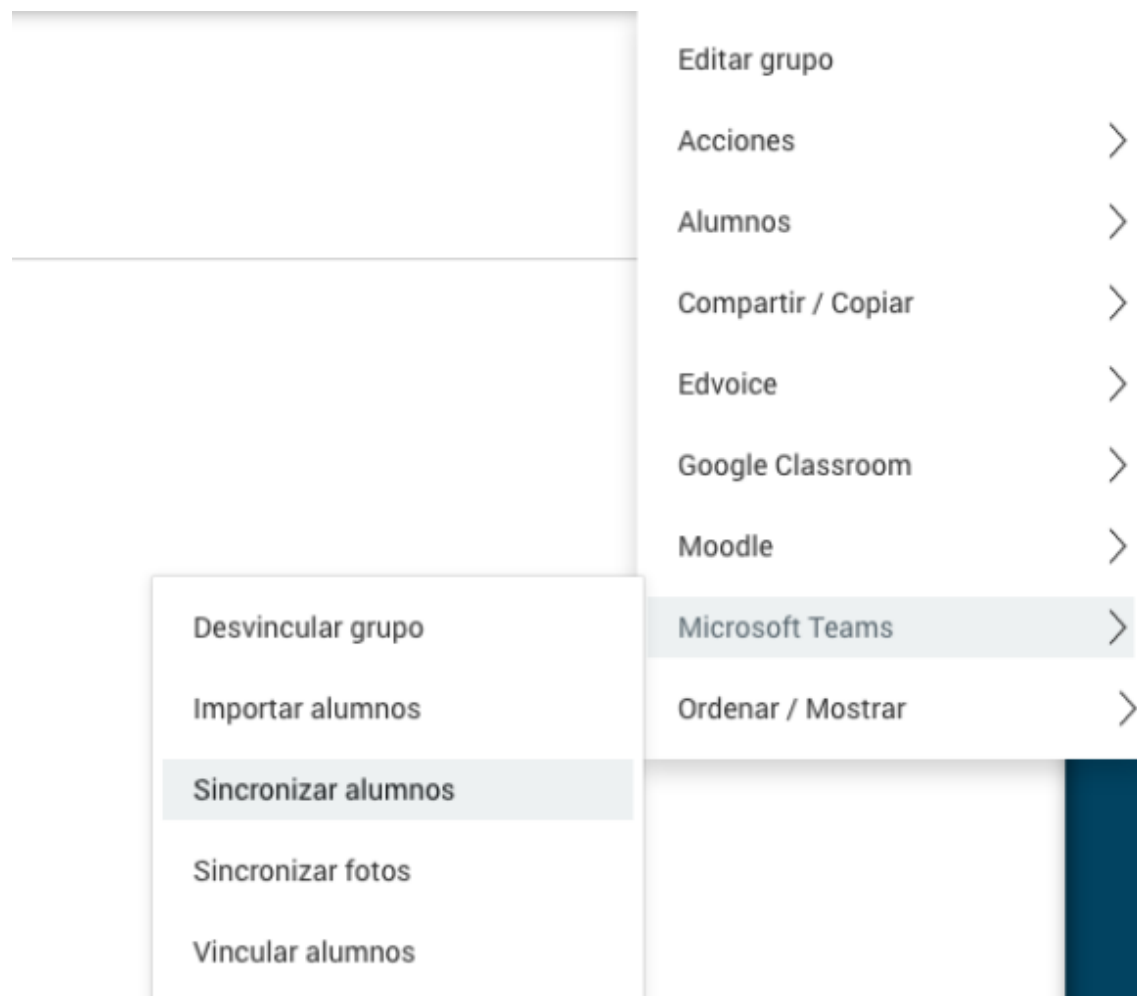 Editar grupo
Acciones
Alumnos
Compartir / Copiar
Edvoice
Google Classroom
Moodle
Microsoft Teams
Ordenar / Mostrar
Desvincular grupo
Importar alumnos
Sincronizar alumnos
Sincronizar fotos
Vincular alumnos